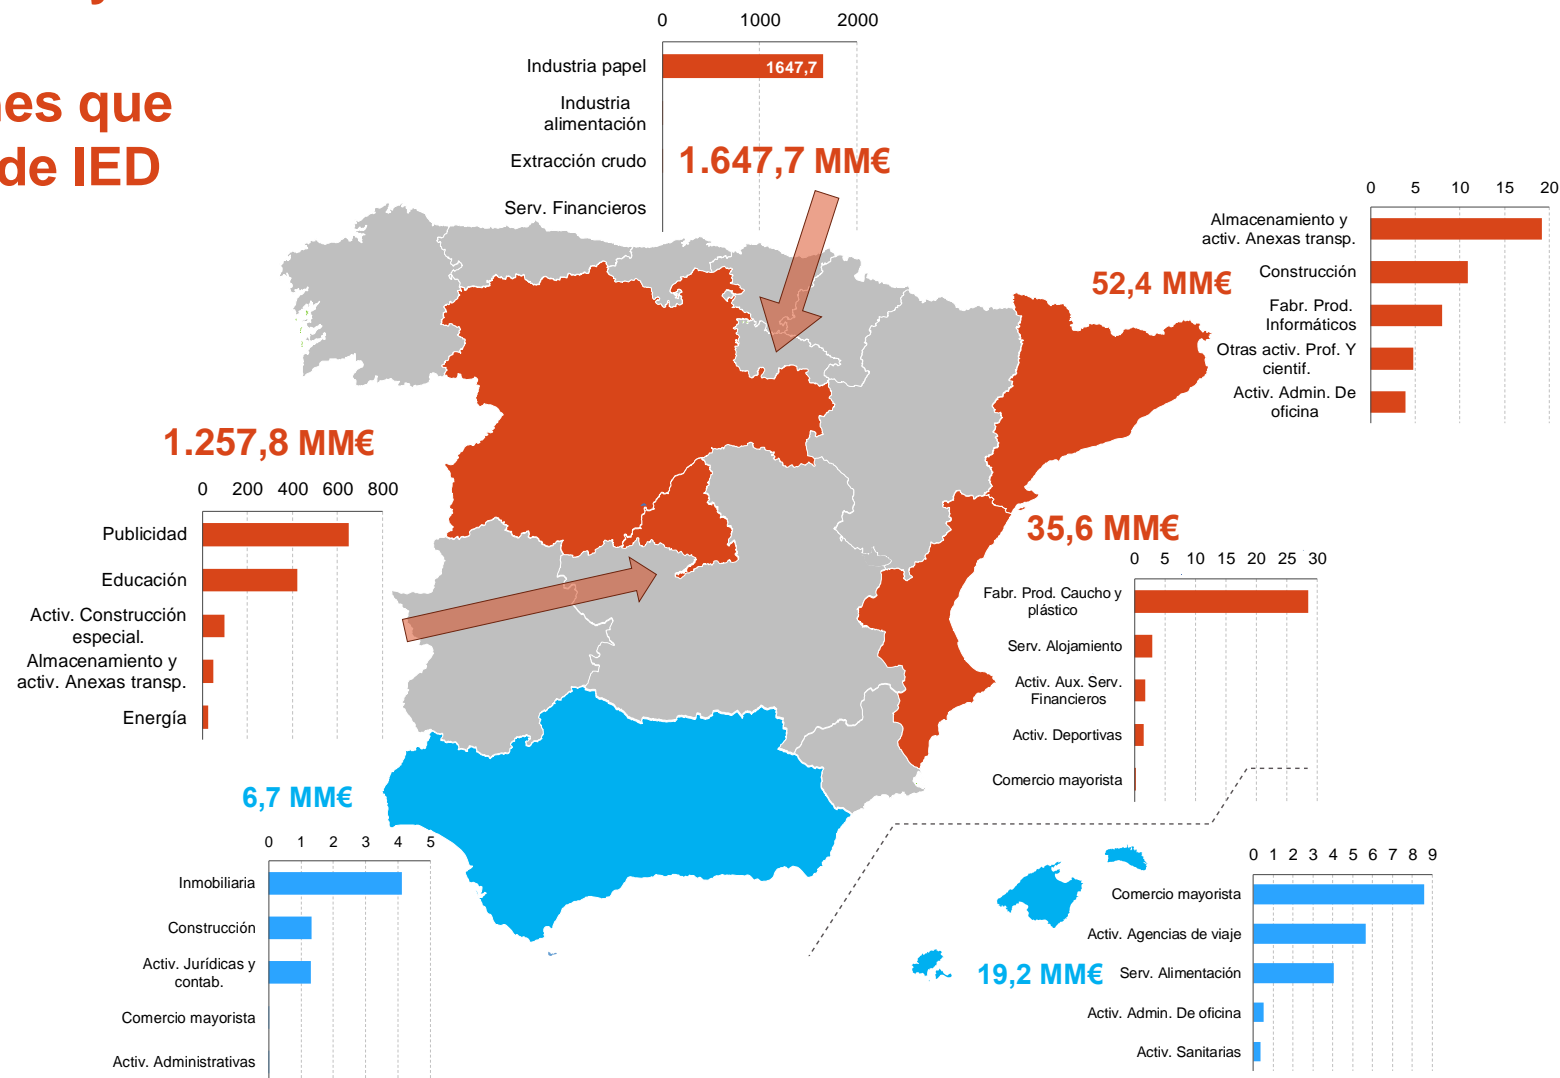 nes que
de IED
0 1000 2000
Industria papel
1647,7
Industria
alimentación
Extracción crudo
1.647,7 MM€
Serv. Financieros
0 5 10 15 20
Almacenamiento y
activ. Anexas transp.
52,4 MM€
Construcción
Fabr. Prod.
Informáticos
Otras activ. Prof. Y
cientif.
Activ. Admin. De
oficina
1.257,8 MM€
0 200 400 600 800
Publicidad
Educación
Activ. Construcción
especial.
Almacenamiento y
activ. Anexas transp.
Energía
35,6 MM€
0 5 10 15 20 25 30
Fabr. Prod. Caucho y
plástico
Serv. Alojamiento
Activ. Aux. Serv.
Financieros
Activ. Deportivas
Comercio mayorista
6,7 MM€
0 1 2 3 4 5
Inmobiliaria
Construcción
Activ. Jurídicas y
contab.
Comercio mayorista
Activ. Administrativas
0 1 2 3 4 5 6 7 8 9
Comercio mayorista
Activ. Agencias de viaje
19,2 MM€
Serv. Alimentación
Activ. Admin. De oficina
Activ. Sanitarias